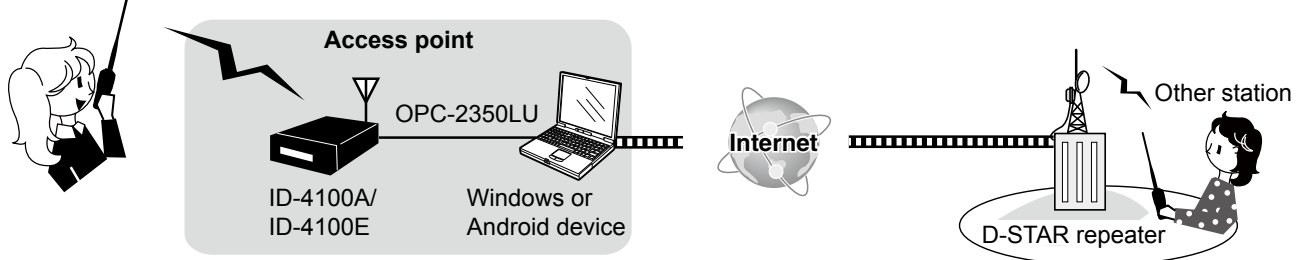 Access point
OPC-2350LU
ID-4100A/
ID-4100E
Windows or
Android device
Internet
Other station
D-STAR repeater